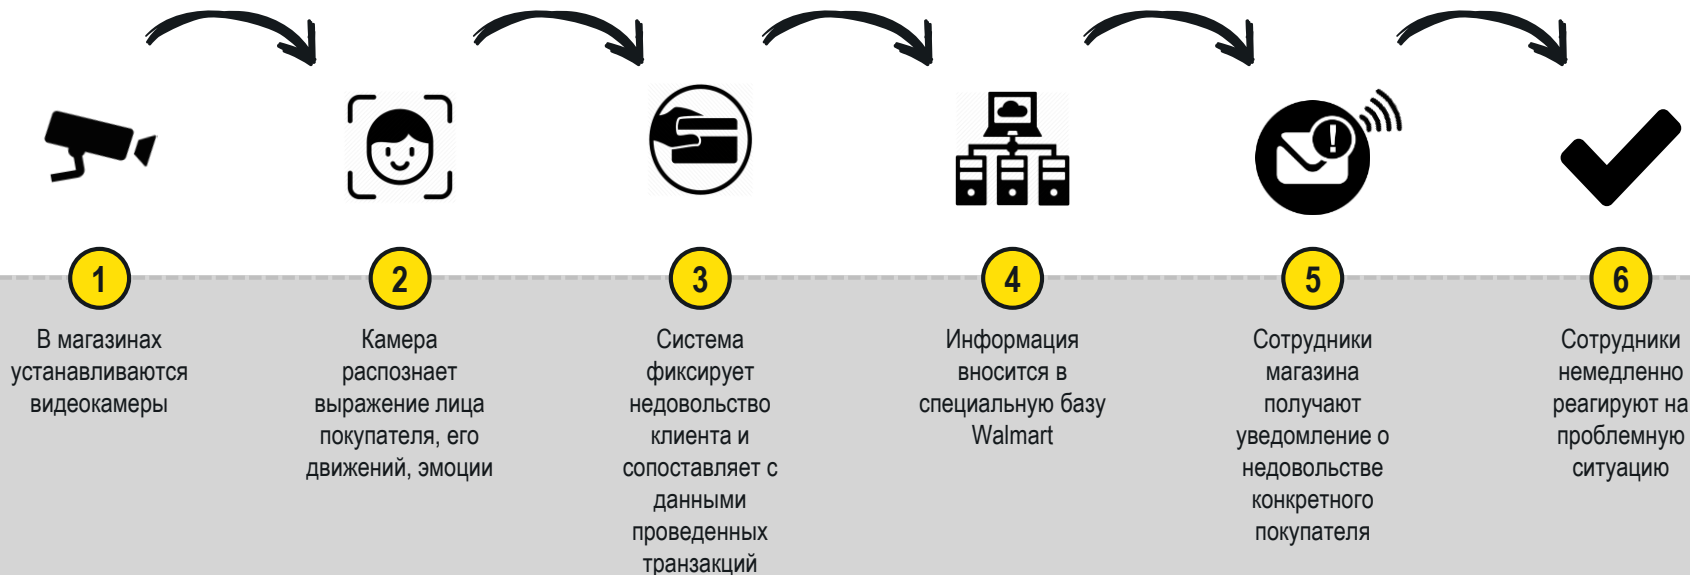 1
В магазинах
устанавливаются
видеокамеры
2
Камера
распознает
выражение лица
покупателя, его
движений, эмоции
3
Система
фиксирует
недовольство
клиента и
сопоставляет с
данными
проведенных
транзакций
4
Информация
вносится в
специальную базу
Walmart
5
Сотрудники
магазина
получают
уведомление о
недовольстве
конкретного
покупателя
6
Сотрудники
немедленно
реагируют на
проблемную
ситуацию